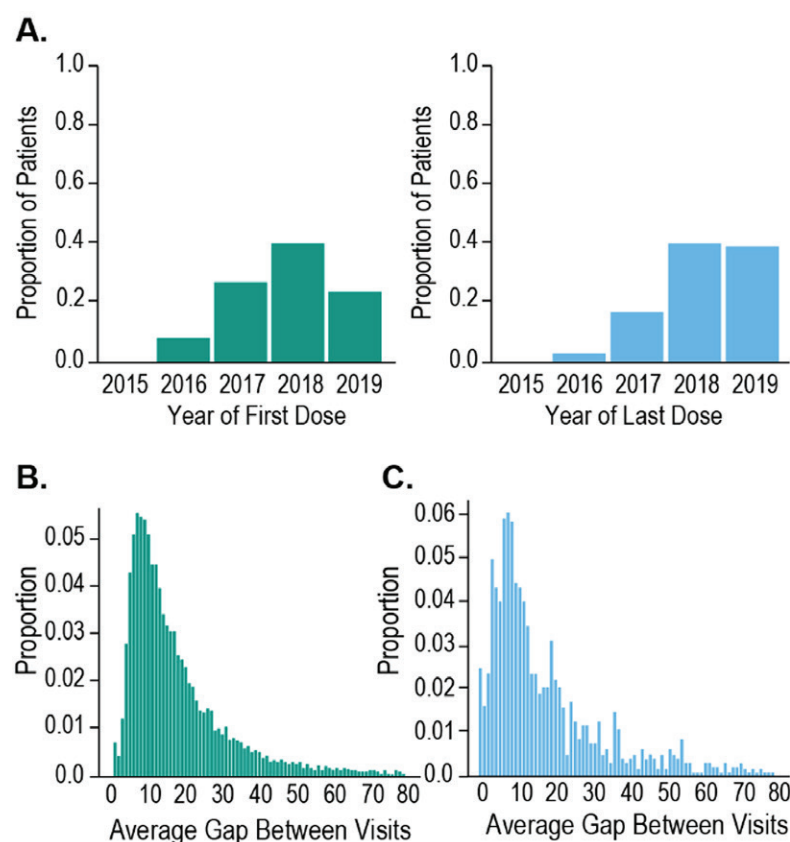 A.
1.0
0.8
0.6
0.4
0.2
0.0
Proportion of Patients
2015 2016 2017 2018 2019
Year of First Dose
1.0
0.8
0.6
0.4
0.2
0.0
Proportion of Patients
2015 2016 2017 2018 2019
Year of Last Dose
B.
0.05
0.04
0.03
0.02
0.01
0.0
Proportion
0 10 20 30 40 50 60 70 80
Average Gap Between Visits
C.
0.06
0.05
0.04
0.03
0.02
0.01
0.0
Proportion
0 10 20 30 40 50 60 70 80
Average Gap Between Visits